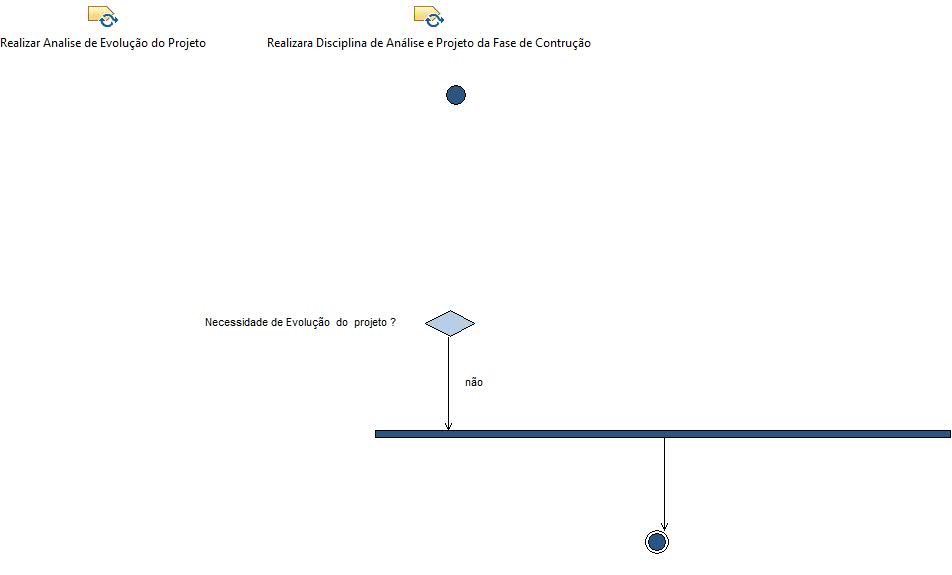 Realizar Analise de Evolução do Projeto
Realizara Disciplina de Análise e Projeto da Fase de Contrução
Necessidade de Evolução do projeto ?
não